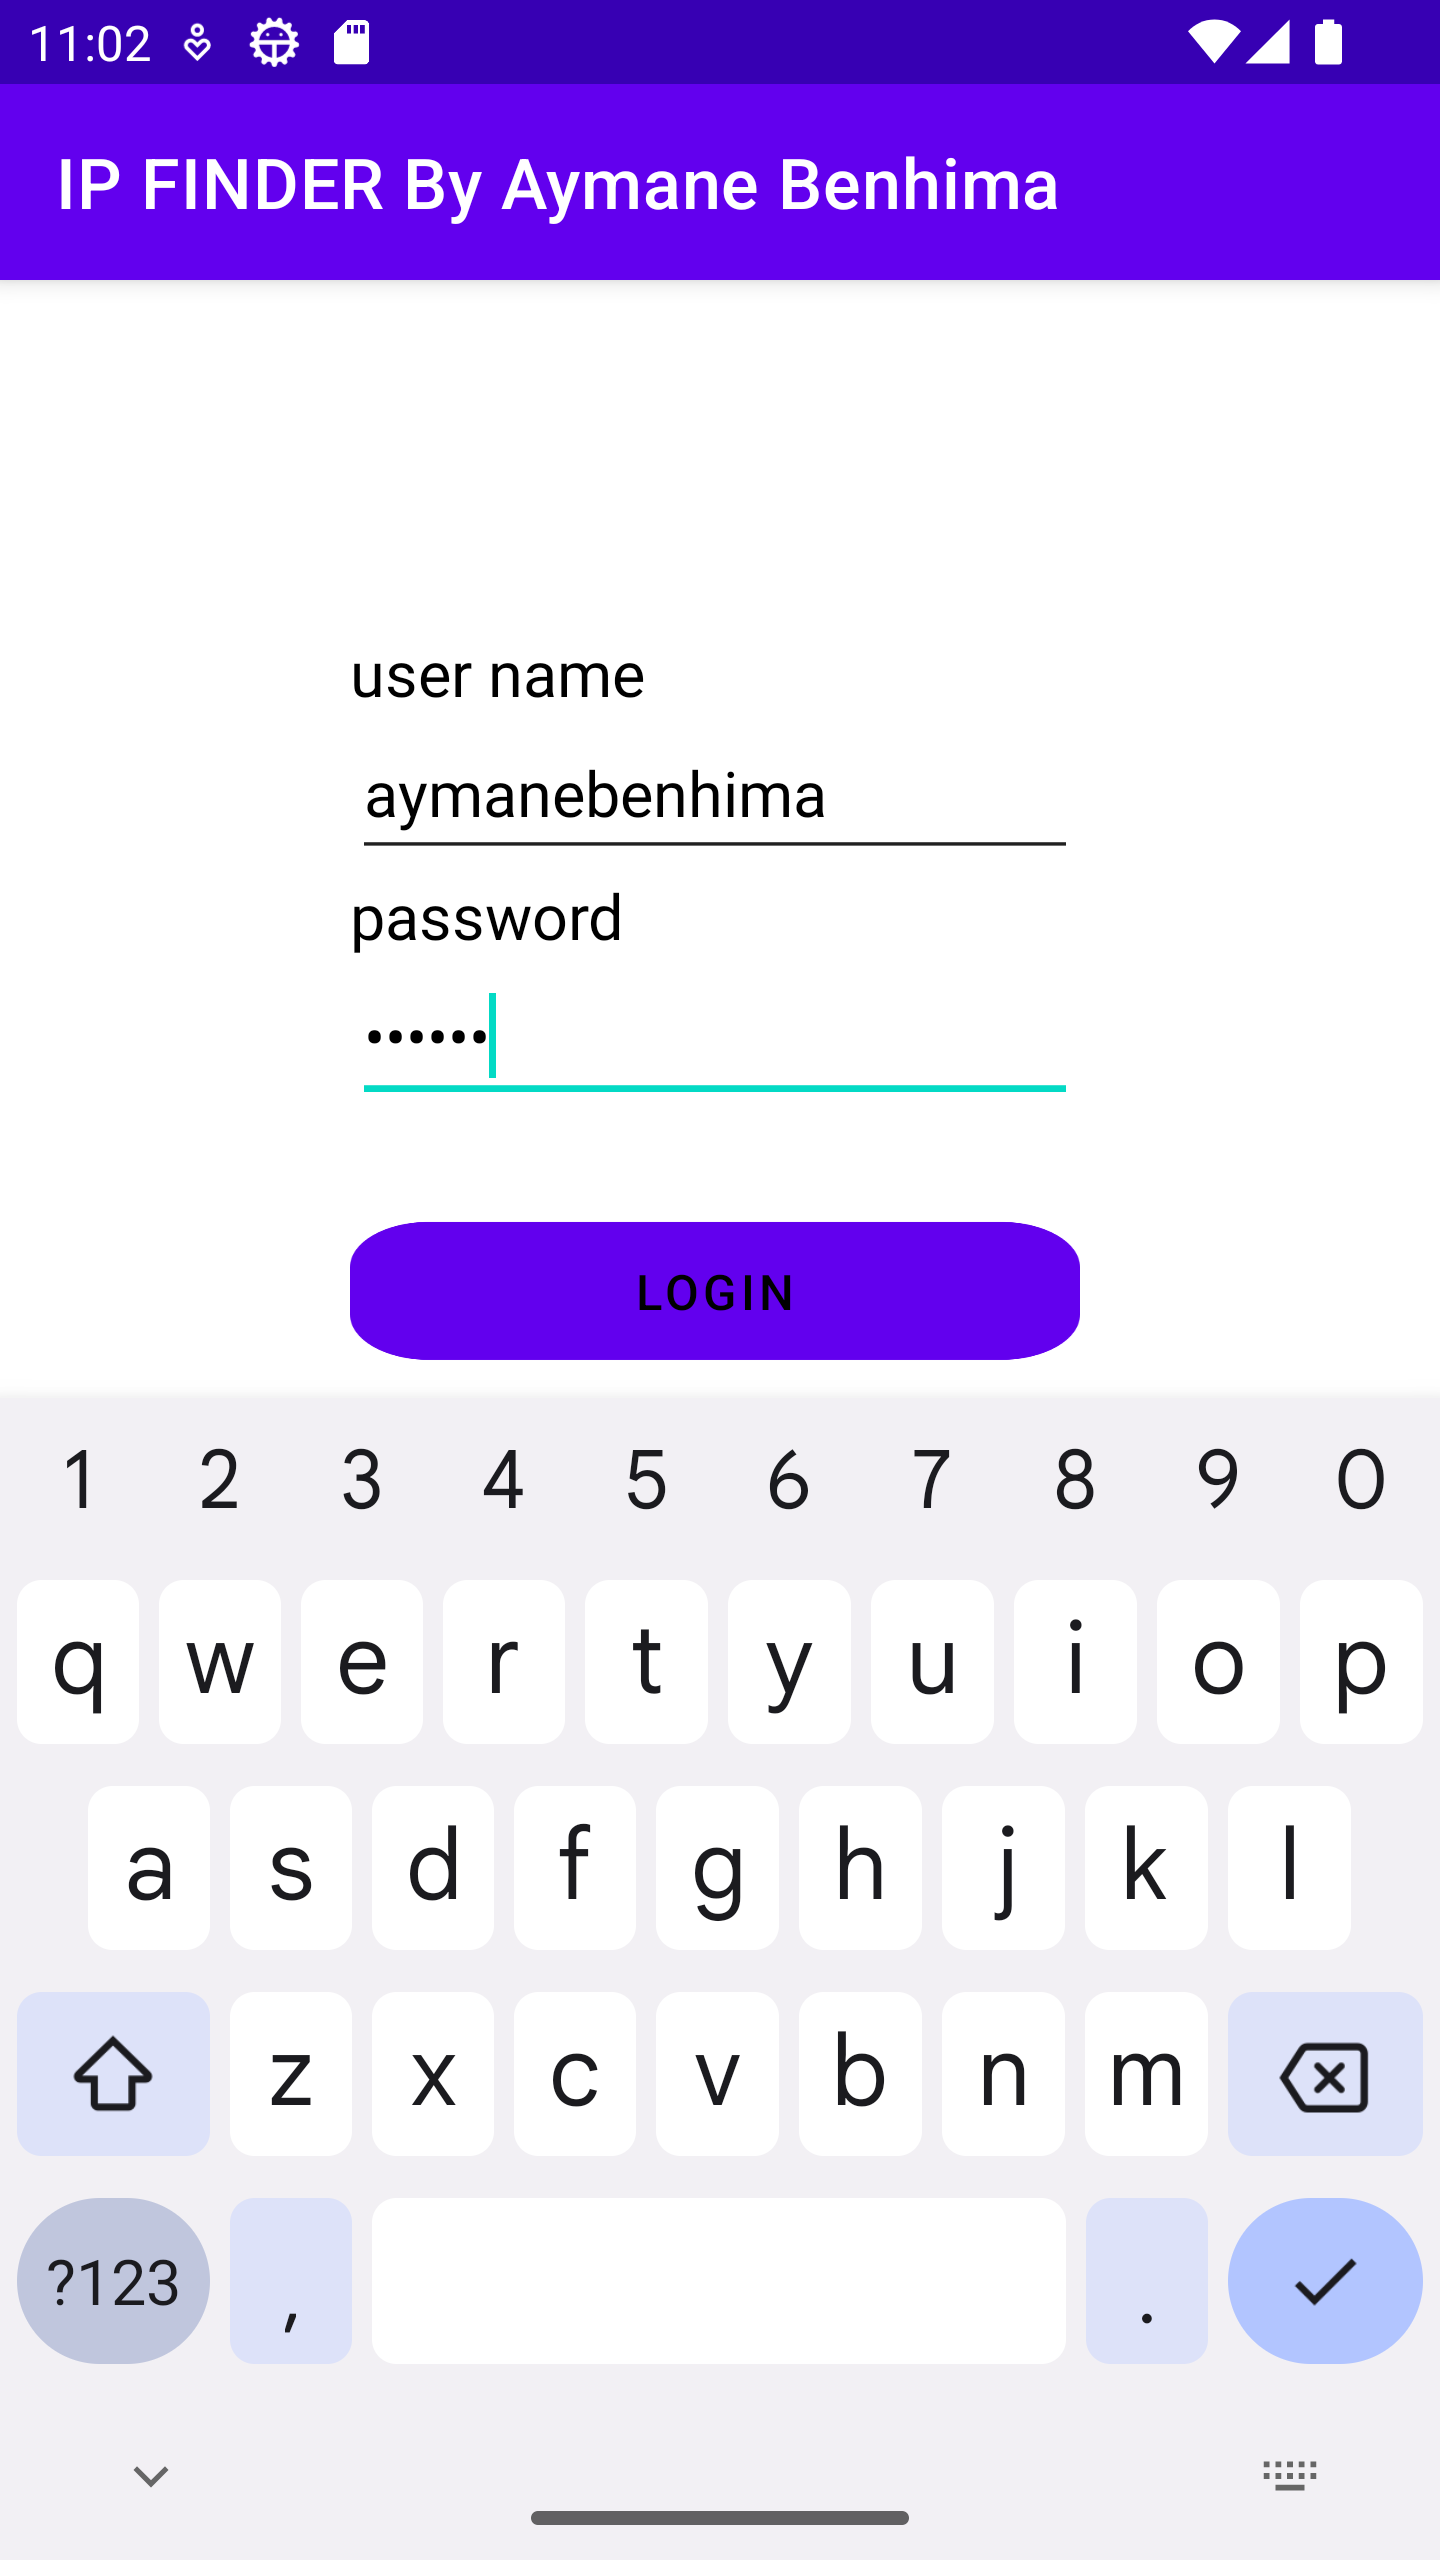 11:02
IP FINDER By Aymane Benhima
user name
aymanebenhima
password
••••••
LOGIN
1 2 3 4 5 6 7 8 9 0
q w e r t y u i o p
a s d f g h j k l
z x c v b n m
?123 , .